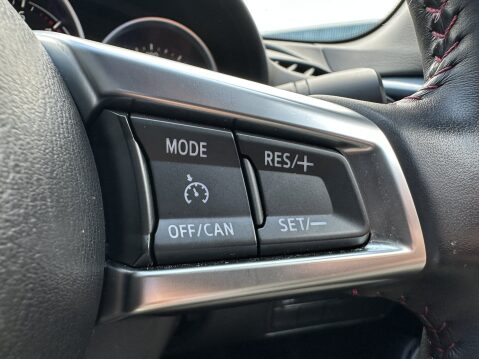 MODE
OFF/CAN
RES/+
SET/—